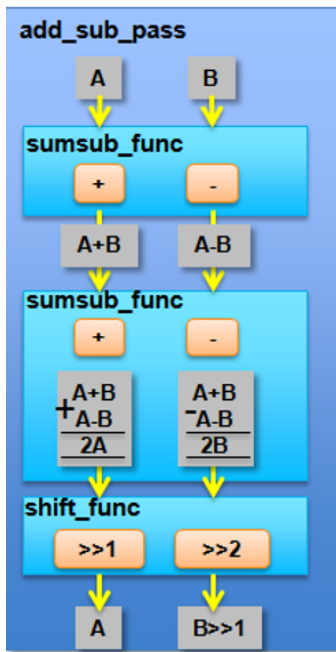 add_sub_pass
A B
sumsub_func
+ -
A+B A-B
sumsub_func
+ -
A+B A+B
+ A-B - A-B
2A 2B
shift_func
>>1 >>2
A B>>1